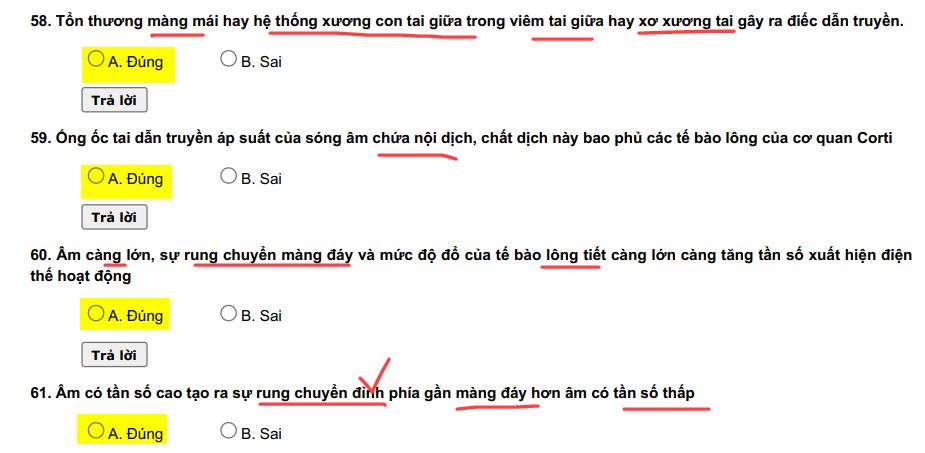 58. Tồn thương màng mái hay hệ thống xương con tai giữa trong viêm tai giữa hay xơ xương tai gây ra điếc dẫn truyền.
A. Đúng B. Sai
Trả lời
59. Óng ốc tai dẫn truyền áp suất của sóng âm chứa nội dịch, chất dịch này bao phủ các tế bào lông của cơ quan Corti
A. Đúng B. Sai
Trả lời
60. Âm càng lớn, sự rung chuyển màng đáy và mức độ đổ của tế bào lông tiết càng lớn càng tăng tần số xuất hiện điện
thế hoạt động
A. Đúng B. Sai
Trả lời
61. Âm có tần số cao tạo ra sự rung chuyển đỉnh phía gần màng đáy hơn âm có tần số thấp
A. Đúng B. Sai